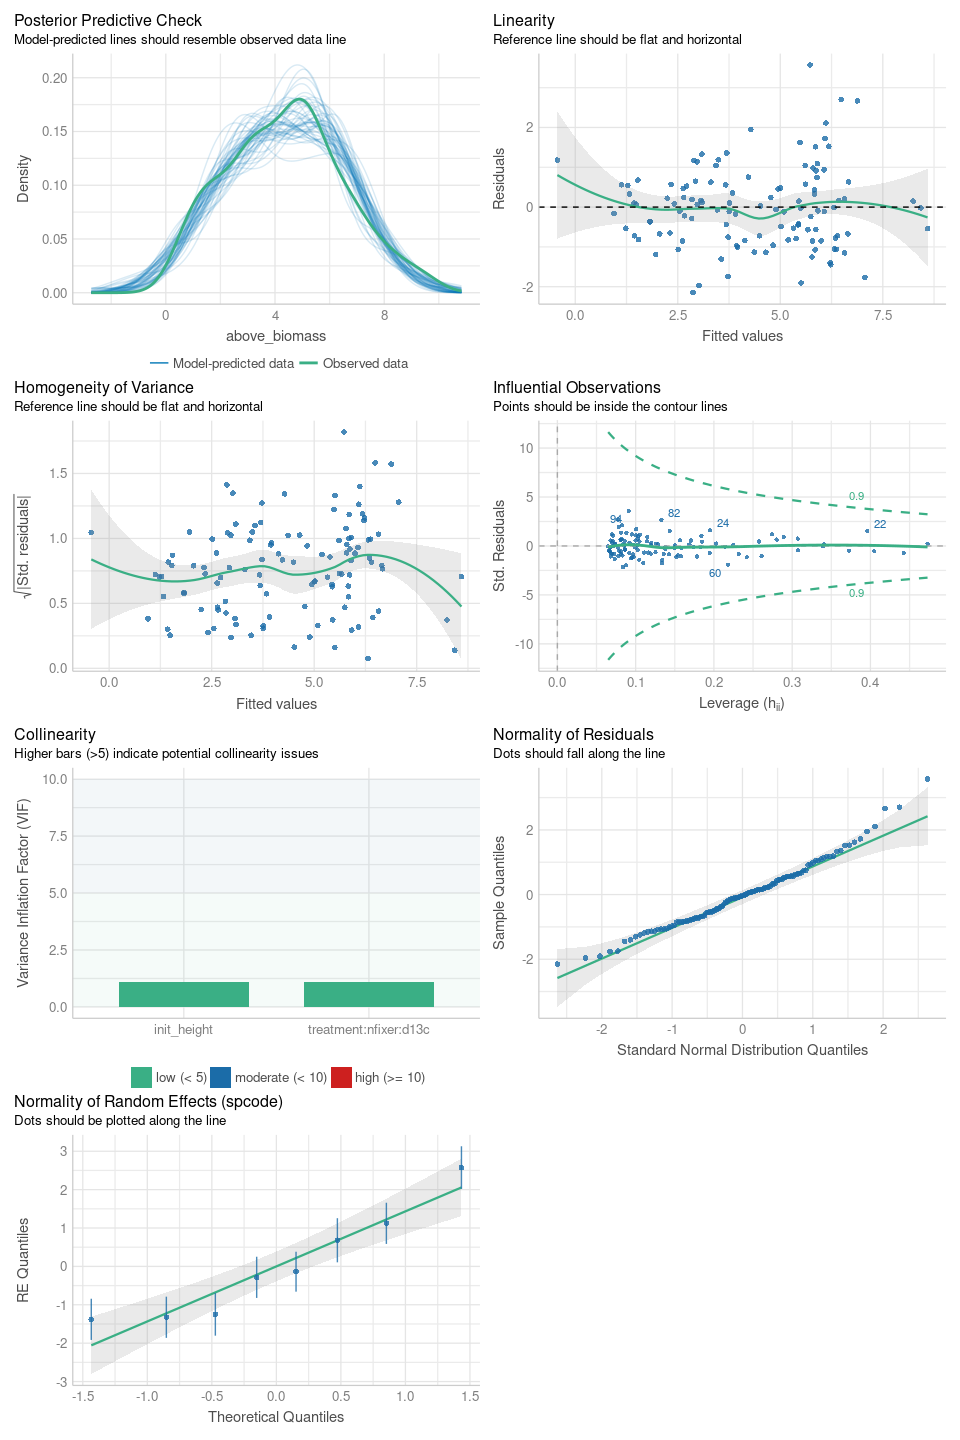 Posterior Predictive Check
Model-predicted lines should resemble observed data line
0.20
0.15
0.10
0.05
0.00
Density
0 4 8
above_biomass
Model-predicted data Observed data
Linearity
Reference line should be flat and horizontal
2
0
-2
Residuals
0.0 2.5 5.0 7.5
Fitted values
Homogeneity of Variance
Reference line should be flat and horizontal
1.5
1.0
0.5
0.0
√|Std. residuals|
0.0 2.5 5.0 7.5
Fitted values
Influential Observations
Points should be inside the contour lines
10
5
0
-5
-10
Std. Residuals
0.9
94 82 24 22
60
0.9
0.0 0.1 0.2 0.3 0.4
Leverage (hii)
Collinearity
Higher bars (>5) indicate potential collinearity issues
10.0
7.5
5.0
2.5
0.0
Variance Inflation Factor (VIF)
init_height treatment:nfixer:d13c
low (< 5) moderate (< 10) high (>= 10)
Normality of Residuals
Dots should fall along the line
2
0
-2
Sample Quantiles
-2 -1 0 1 2
Standard Normal Distribution Quantiles
Normality of Random Effects (spcode)
Dots should be plotted along the line
3
2
1
0
-1
-2
-3
RE Quantiles
-1.5 -1.0 -0.5 0.0 0.5 1.0 1.5
Theoretical Quantiles